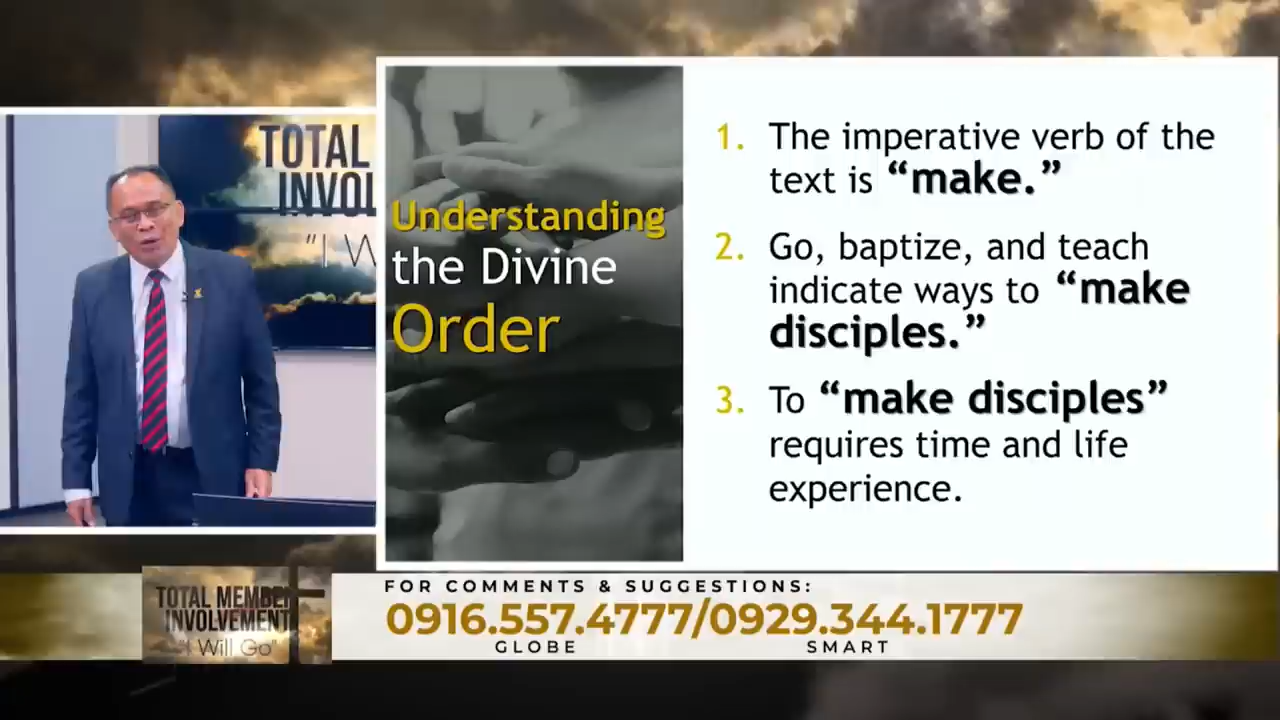 TOTAL
INVOL
"I W
Understanding
the Divine
Order
1. The imperative verb of the
text is “make.”
2. Go, baptize, and teach
indicate ways to “make
disciples.”
3. To “make disciples”
requires time and life
experience.
TOTAL MEMBER
INVOLVEMENT
"I Will Go"
FOR COMMENTS & SUGGESTIONS:
0916.557.4777/0929.344.1777
GLOBE SMART